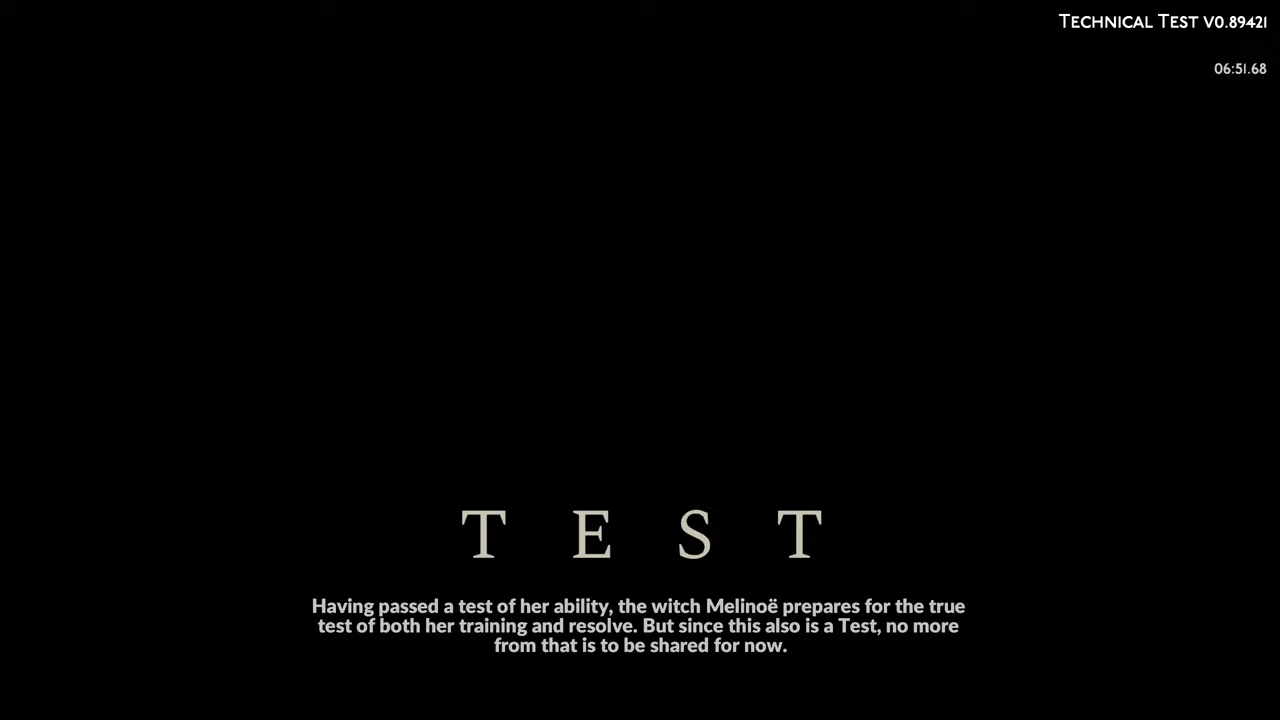 TECHNICAL TEST V0.89421
06:51.68
TEST
Having passed a test of her ability, the witch Melinoë prepares for the true
test of both her training and resolve. But since this also is a Test, no more
from that is to be shared for now.